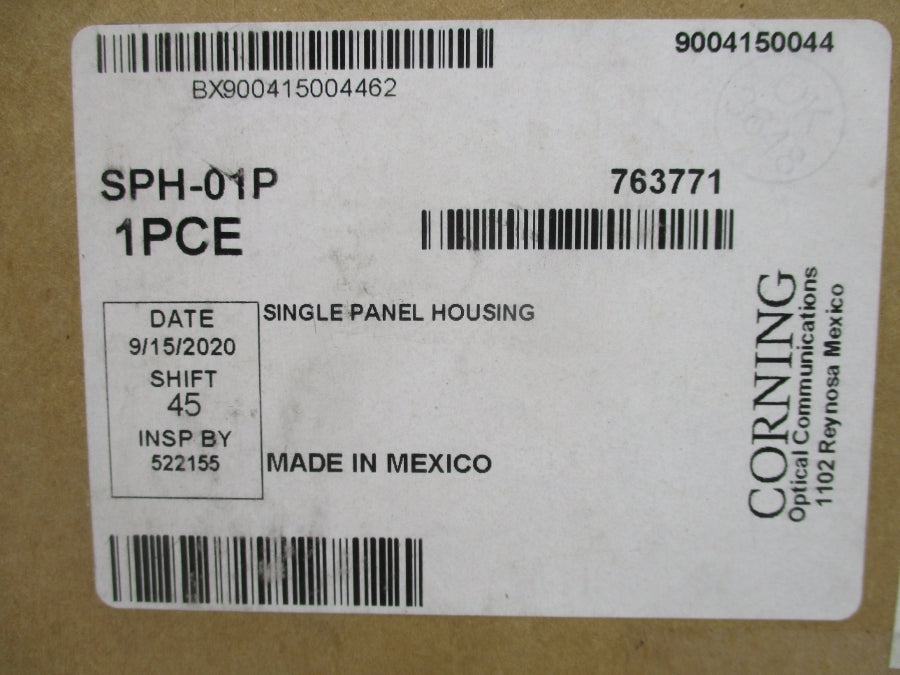 9004150044
BX900415004462
SPH-01P
763771
1PCE
SINGLE PANEL HOUSING
DATE
9/15/2020
SHIFT
45
INSP BY
522155
MADE IN MEXICO
CORNING
Optical Communications
1102 Reynosa Mexico